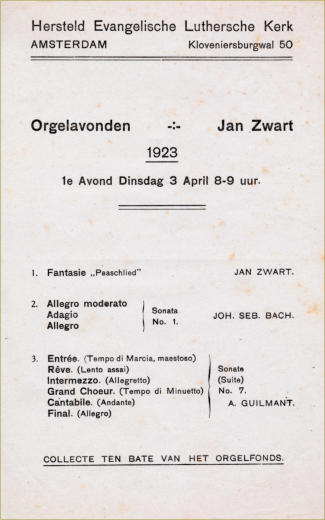 Hersteld Evangelische Luthersche Kerk
AMSTERDAM Kloveniersburgwal 50
Orgelavonden -:- Jan Zwart
1923
1e Avond Dinsdag 3 April 8-9 uur.
1. Fantasie „Paaschlied" JAN ZWART.
2. Allegro moderato
Adagio
Allegro
Sonata
No. 1.
JOH. SEB. BACH.
3. Entrée. (Tempo di Marcia, maestoso)
Rêve. (Lento assai)
Intermezzo. (Allegretto)
Grand Choeur. (Tempo di Minuetto)
Cantabile. (Andante)
Final. (Allegro)
Sonate
(Suite)
No. 7.
A. GUILMANT.
COLLECTE TEN BATE VAN HET ORGELFONDS.